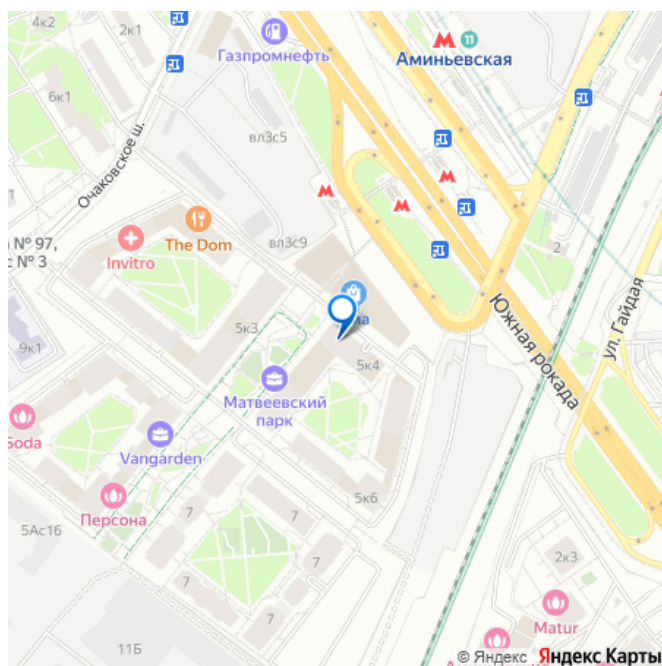 4к2
2к1
Газпромнефть
11
Аминьевская
6к1
вл3с5
Очаковское ш.
The Dom
вл3с9
№ 97,
№ 3
Invitro
2
Южная рокада
ул. Гайдая
5к3
5к4
9к1
Матвеевский
парк
Soda
Vangarden
Персона
5к6
7
5Ас16
7
7
7
7
2к3
Matur
11Б
© Яндекс Яндекс Карты